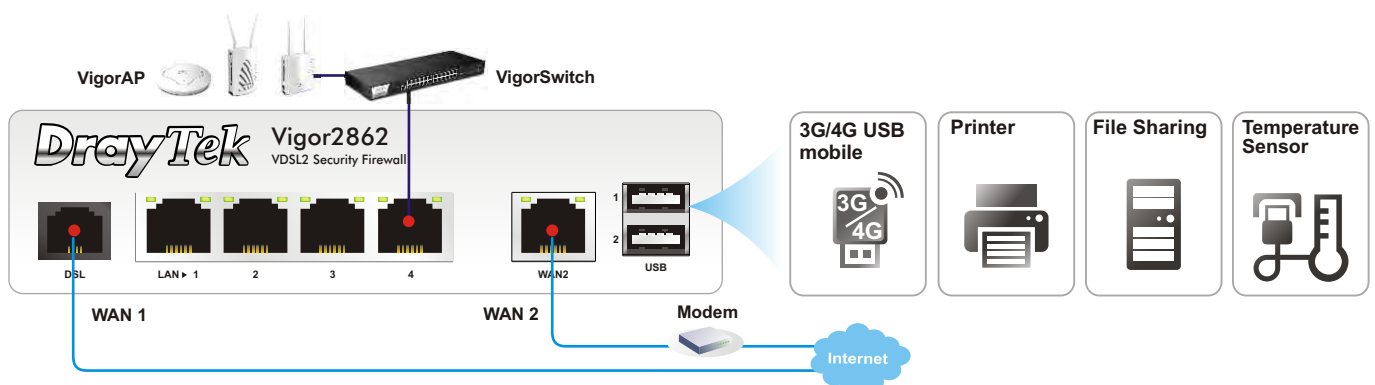 VigorAP
VigorSwitch
DrayTek
Vigor2862
VDSL2 Security Firewall
DSL
LAN ▶ 1
2
3
4
WAN2
1
2
USB
3G/4G USB
mobile
3G
4G
Printer
File Sharing
Temperature
Sensor
WAN 1
WAN 2
Modem
Internet